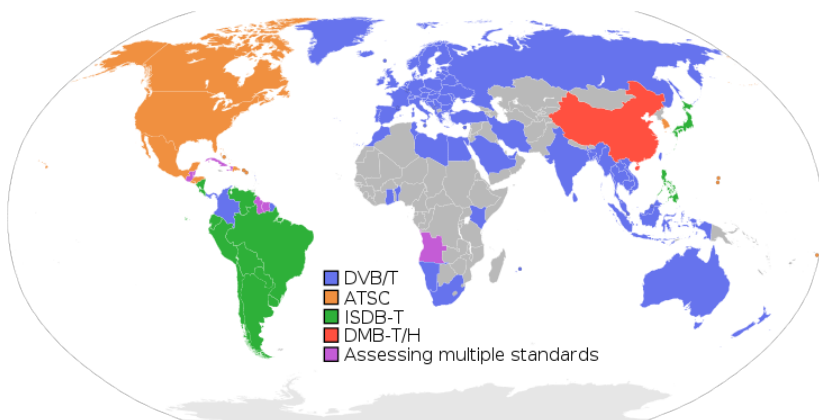 DVB/T
ATSC
ISDB-T
DMB-T/H
Assessing multiple standards